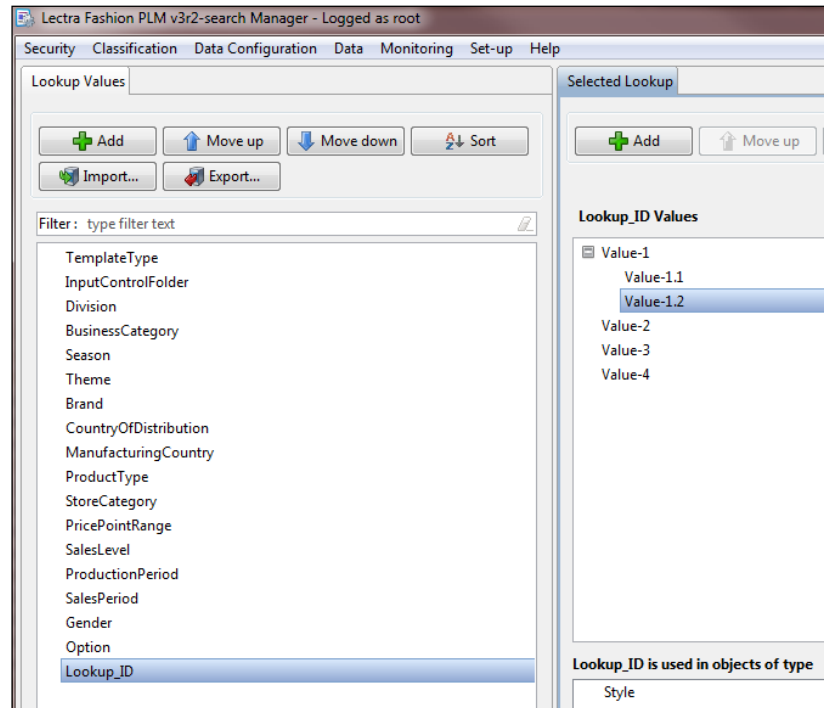 Lectra Fashion PLM v3r2-search Manager - Logged as root
Security Classification Data Configuration Data Monitoring Set-up Help
Lookup Values
Add Move up Move down Sort
Import... Export...
Filter : type filter text
TemplateType
InputControlFolder
Division
BusinessCategory
Season
Theme
Brand
CountryOfDistribution
ManufacturingCountry
ProductType
StoreCategory
PricePointRange
SalesLevel
ProductionPeriod
SalesPeriod
Gender
Option
Lookup_ID
Selected Lookup
Add Move up
Lookup_ID Values
Value-1
Value-1.1
Value-1.2
Value-2
Value-3
Value-4
Lookup_ID is used in objects of type
Style